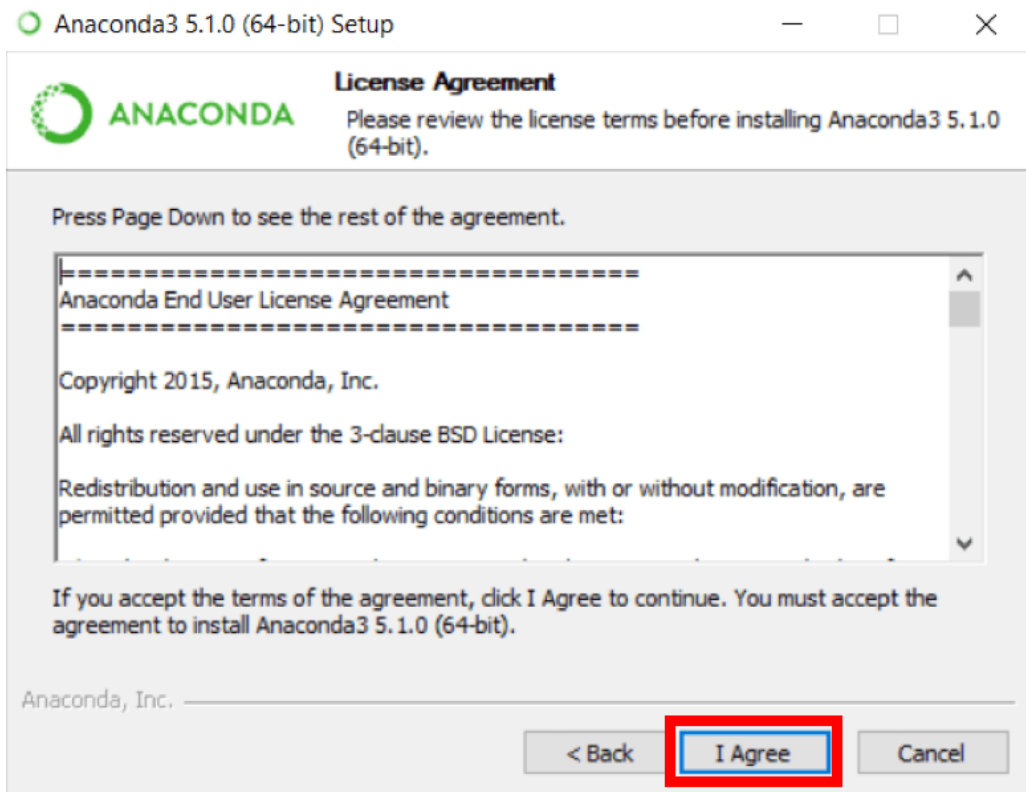 Anaconda3 5.1.0 (64-bit) Setup
ANACONDA
License Agreement
Please review the license terms before installing Anaconda3 5.1.0
(64-bit).
Press Page Down to see the rest of the agreement.
===================================
Anaconda End User License Agreement
===================================
Copyright 2015, Anaconda, Inc.
All rights reserved under the 3-clause BSD License:
Redistribution and use in source and binary forms, with or without modification, are
permitted provided that the following conditions are met:
If you accept the terms of the agreement, click I Agree to continue. You must accept the
agreement to install Anaconda3 5.1.0 (64-bit).
Anaconda, Inc.
< Back
I Agree
Cancel